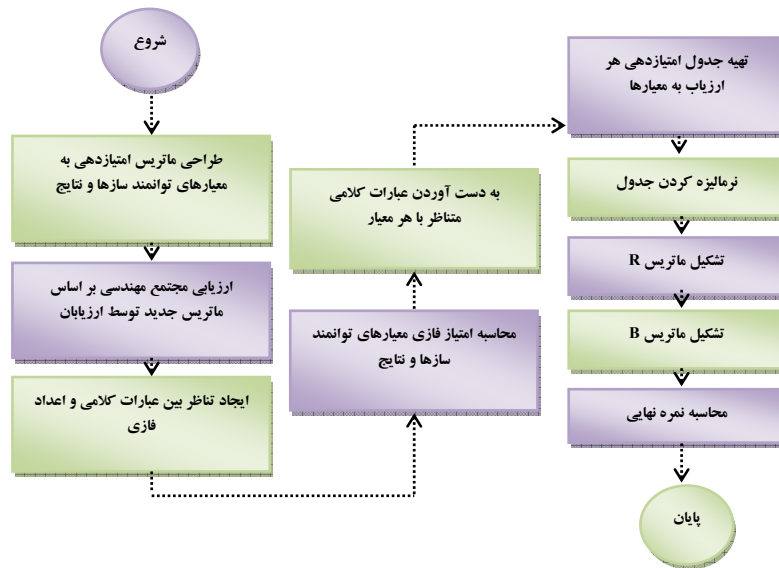 شروع
طراحی ماتریس امتیازدهی به
معیارهای توانمند سازها و نتایج
ارزیابی مجتمع مهندسی بر اساس
ماتریس جدید توسط ارزیابان
ایجاد تناظر بین عبارات کلامی و اعداد
فازی
محاسبه امتیاز فازی معیارهای توانمند
سازها و نتایج
به دست آوردن عبارات کلامی
متناظر با هر معیار
تهیه جدول امتیازدهی هر
ارزیاب به معیارها
نرمالیزه کردن جدول
تشکیل ماتریس R
تشکیل ماتریس B
محاسبه نمره نهایی
پایان